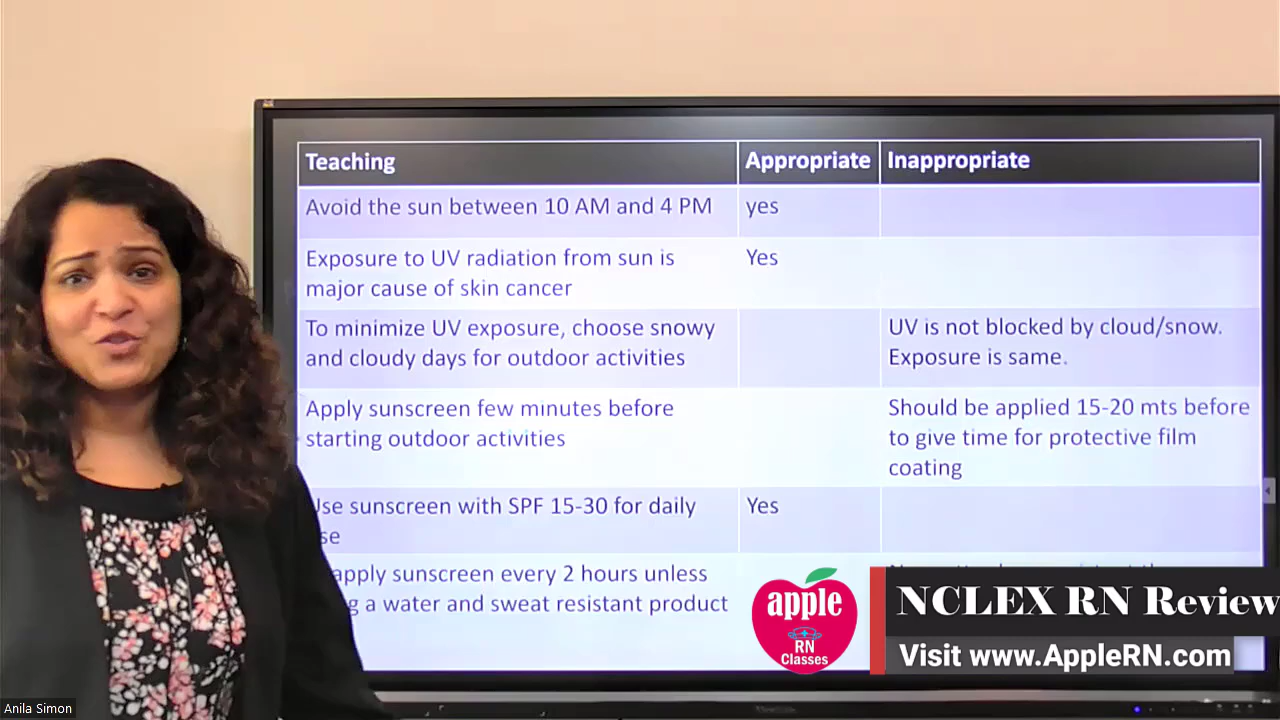 Teaching
Appropriate
Inappropriate
Avoid the sun between 10 AM and 4 PM
yes
Exposure to UV radiation from sun is
major cause of skin cancer
Yes
To minimize UV exposure, choose snowy
and cloudy days for outdoor activities
UV is not blocked by cloud/snow.
Exposure is same.
Apply sunscreen few minutes before
starting outdoor activities
Should be applied 15-20 mts before
to give time for protective film
coating
Use sunscreen with SPF 15-30 for daily
Yes
apply sunscreen every 2 hours unless
a water and sweat resistant product
apple
RN
Classes
NCLEX RN Review
Visit www.AppleRN.com
Anila Simon